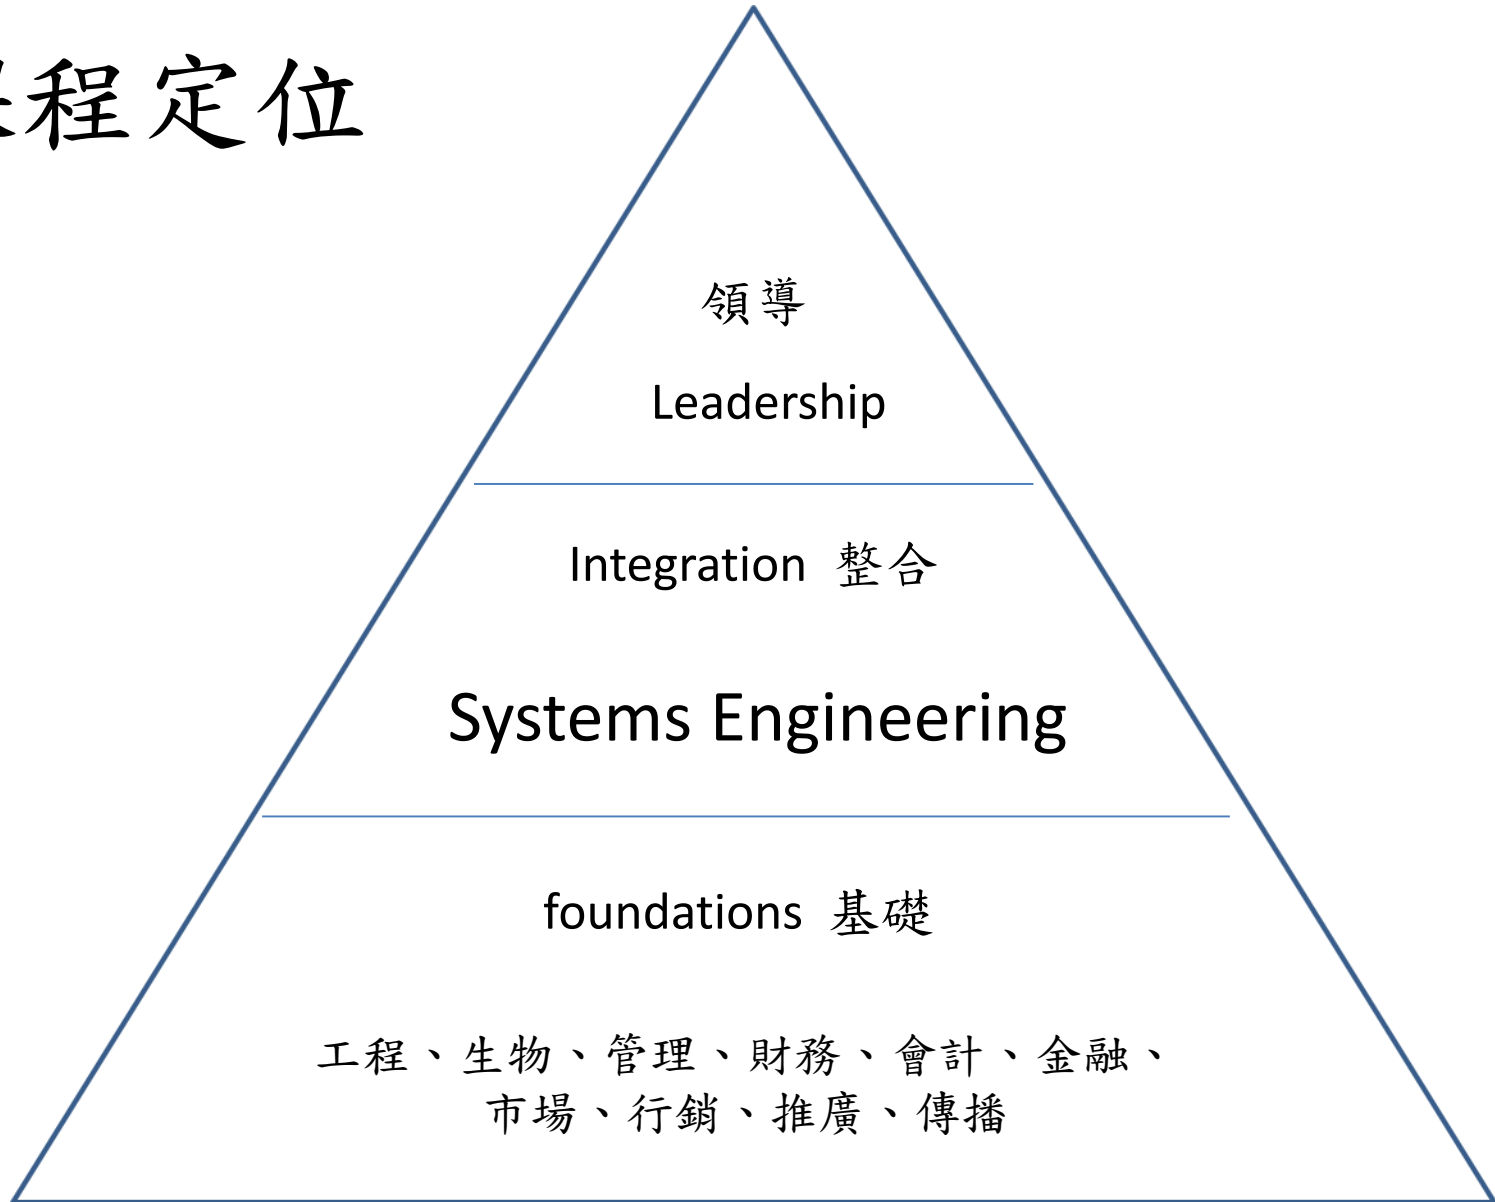 程定位
領導
Leadership
Integration 整合
Systems Engineering
foundations 基礎
工程、生物、管理、財務、會計、金融、
市場、行銷、推廣、傳播